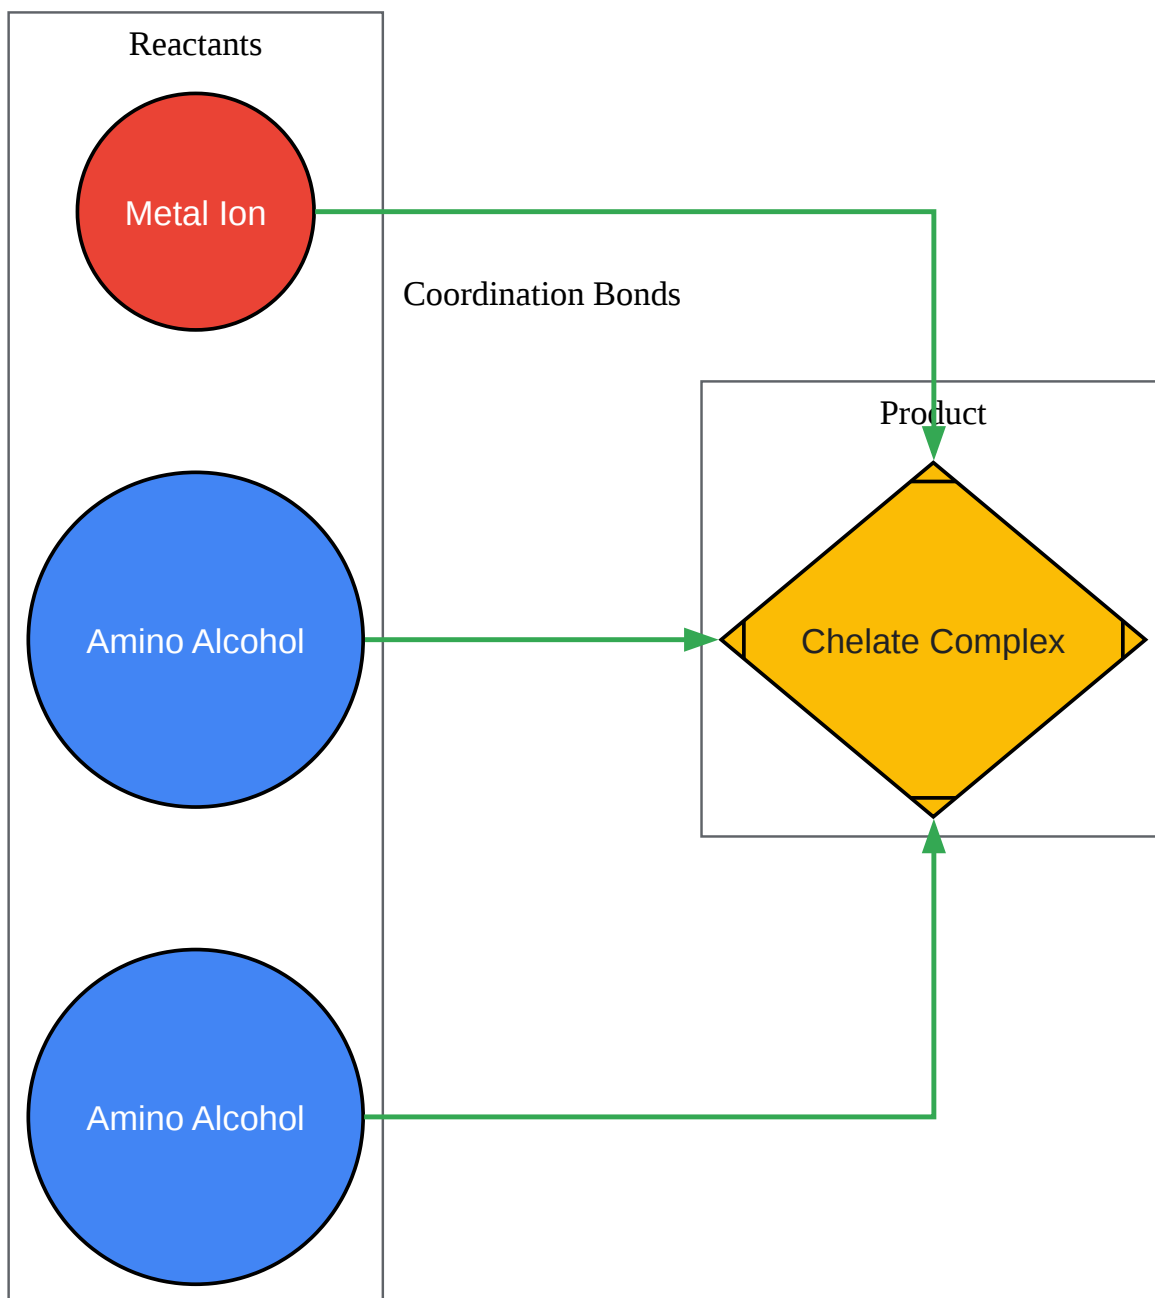 Reactants
Metal Ion
Coordination Bonds
Product
Amino Alcohol
Chelate Complex
Amino Alcohol